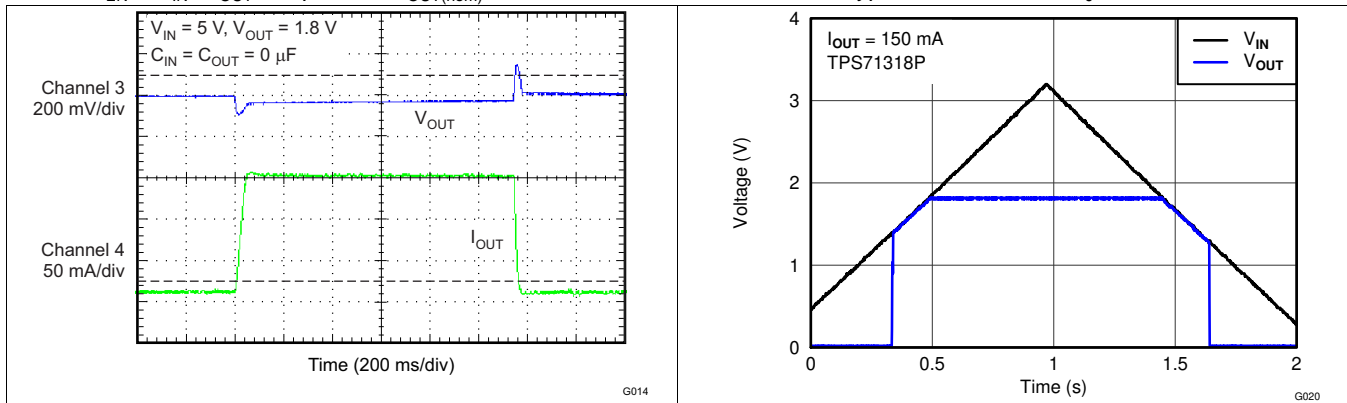 V_IN = 5 V, V_OUT = 1.8 V
C_IN = C_OUT = 0 μF
Channel 3
200 mV/div
V_OUT
Channel 4
50 mA/div
I_OUT
Time (200 ms/div)
G014
I_OUT = 150 mA
TPS71318P
V_IN
V_OUT
4
3
2
1
0
Voltage (V)
0
0.5
1
1.5
2
Time (s)
G020